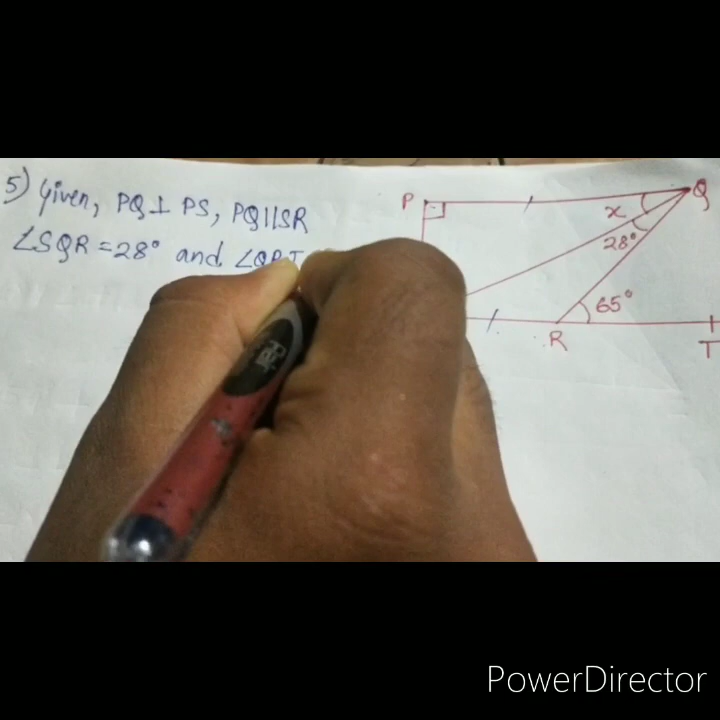 5) Given, PQ ⊥ PS, PQ||SR
∠SQR = 28° and
P
Q
x
28°
65°
R
T
PowerDirector